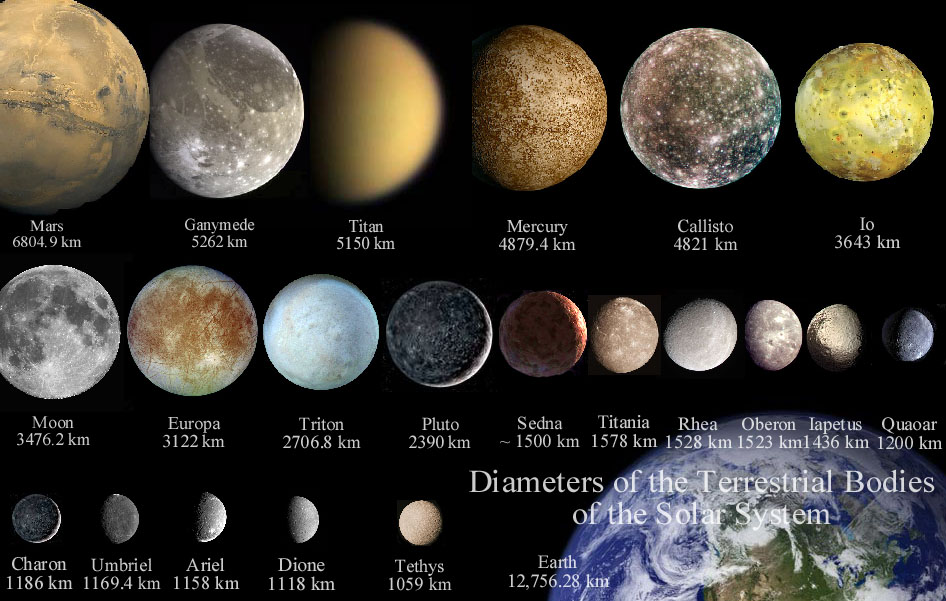 Mars
6804.9 km
Ganymede
5262 km
Titan
5150 km
Mercury
4879.4 km
Callisto
4821 km
Io
3643 km
Moon
3476.2 km
Europa
3122 km
Triton
2706.8 km
Pluto
2390 km
Sedna
~ 1500 km
Titania
1578 km
Rhea
1528 km
Oberon
1523 km
Iapetus
1436 km
Quaoar
1200 km
Diameters of the Terrestrial Bodies
of the Solar System
Charon
1186 km
Umbriel
1169.4 km
Ariel
1158 km
Dione
1118 km
Tethys
1059 km
Earth
12,756.28 km